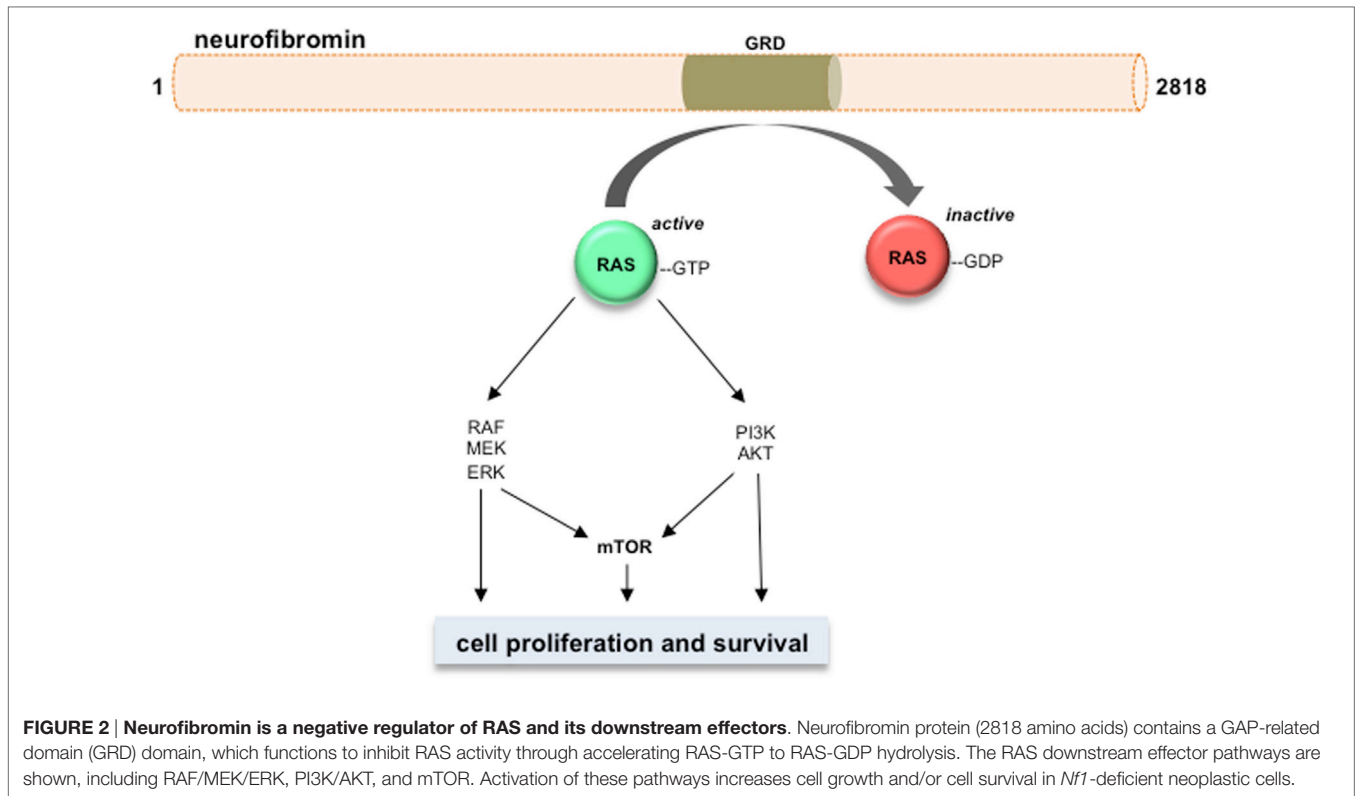 neurofibromin
GRD
1
2818
active
RAS
--GTP
inactive
RAS
--GDP
RAF
MEK
ERK
PI3K
AKT
mTOR
cell proliferation and survival
FIGURE 2 | Neurofibromin is a negative regulator of RAS and its downstream effectors. Neurofibromin protein (2818 amino acids) contains a GAP-related
domain (GRD) domain, which functions to inhibit RAS activity through accelerating RAS-GTP to RAS-GDP hydrolysis. The RAS downstream effector pathways are
shown, including RAF/MEK/ERK, PI3K/AKT, and mTOR. Activation of these pathways increases cell growth and/or cell survival in Nf1-deficient neoplastic cells.